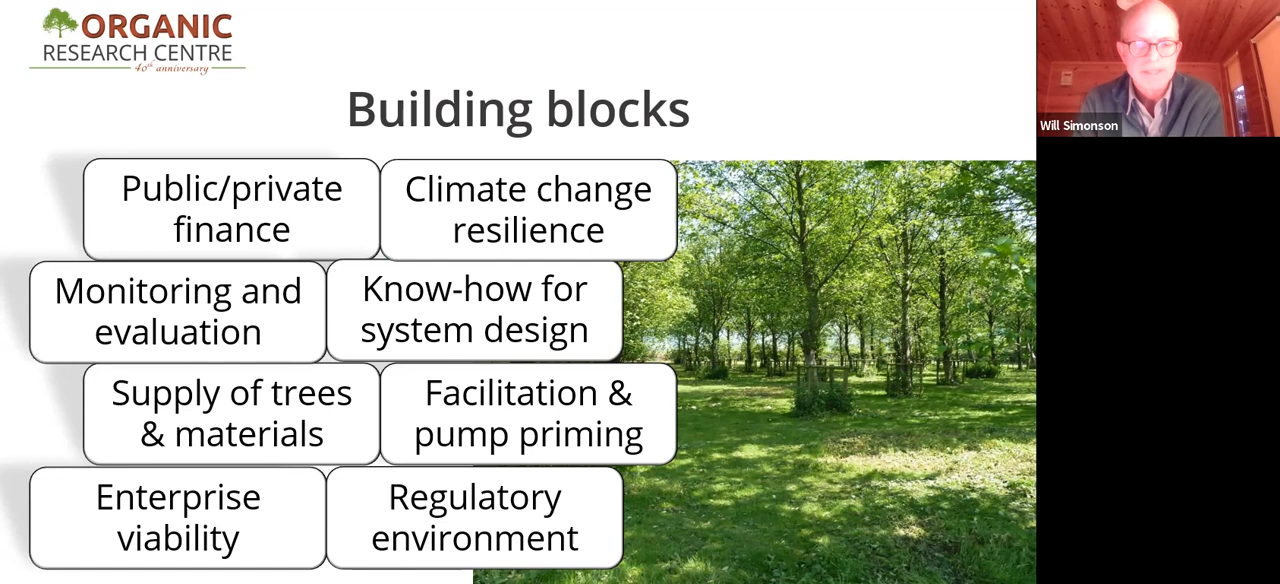 ORGANIC
RESEARCH CENTRE
40th anniversary
Building blocks
Public/private
finance
Climate change
resilience
Monitoring and
evaluation
Know-how for
system design
Supply of trees
& materials
Facilitation &
pump priming
Enterprise
viability
Regulatory
environment
Will Simonson